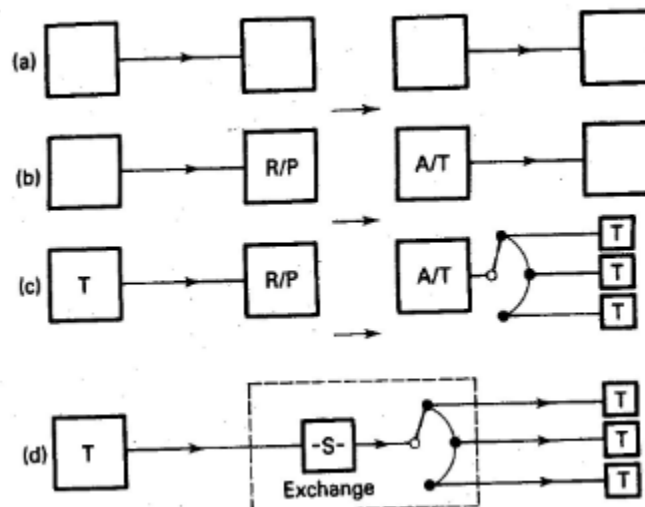 (a)
(b) R/P A/T
(c) T R/P A/T T
T
T
(d) T -S- T
T
T
Exchange